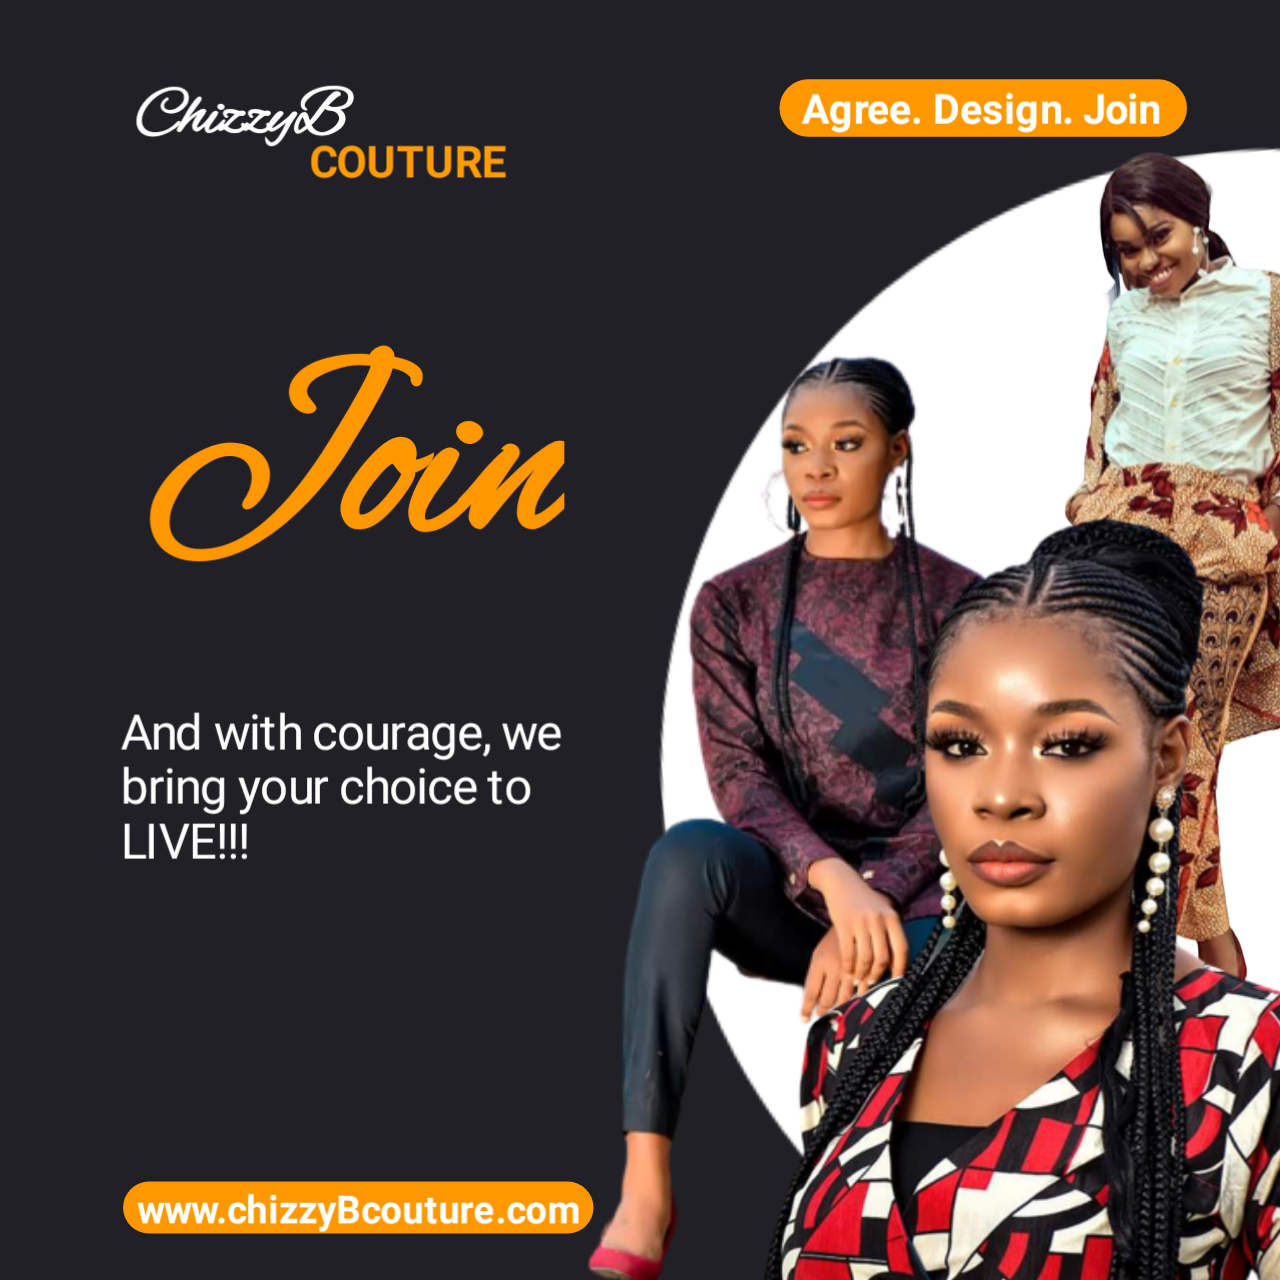 ChizzyB
COUTURE
Agree. Design. Join
Join
And with courage, we
bring your choice to
LIVE!!!
www.chizzyBcouture.com